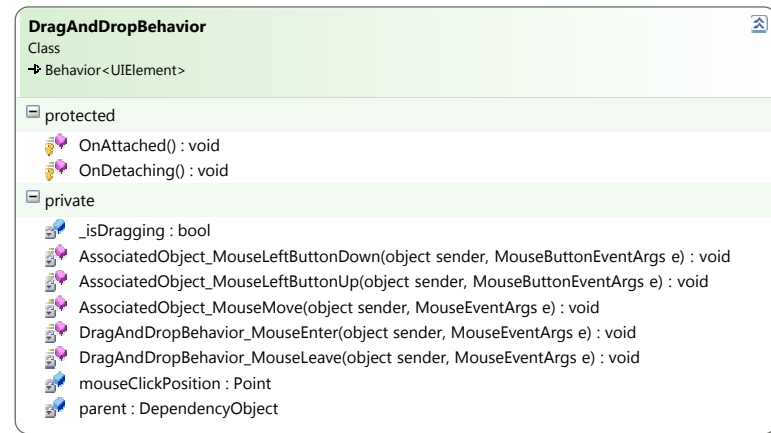 DragAndDropBehavior
Class
Behavior<UIElement>
protected
OnAttached() : void
OnDetaching() : void
private
_isDragging : bool
AssociatedObject_MouseLeftButtonDown(object sender, MouseButtonEventArgs e) : void
AssociatedObject_MouseLeftButtonUp(object sender, MouseButtonEventArgs e) : void
AssociatedObject_MouseMove(object sender, MouseEventArgs e) : void
DragAndDropBehavior_MouseEnter(object sender, MouseEventArgs e) : void
DragAndDropBehavior_MouseLeave(object sender, MouseEventArgs e) : void
mouseClickPosition : Point
parent : DependencyObject